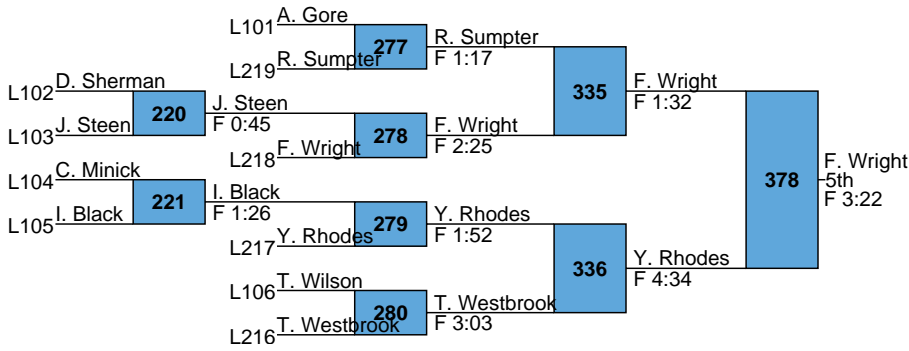 A. Gore
L101
277
R. Sumpter
F 1:17
R. Sumpter
L219
D. Sherman
L102
220
J. Steen
F 0:45
J. Steen
L103
335
F. Wright
F 1:32
278
F. Wright
F 2:25
F. Wright
L218
C. Minick
L104
221
I. Black
F 1:26
I. Black
L105
378
F. Wright
5th
F 3:22
279
Y. Rhodes
F 1:52
Y. Rhodes
L217
336
Y. Rhodes
F 4:34
T. Wilson
L106
280
T. Westbrook
F 3:03
T. Westbrook
L216